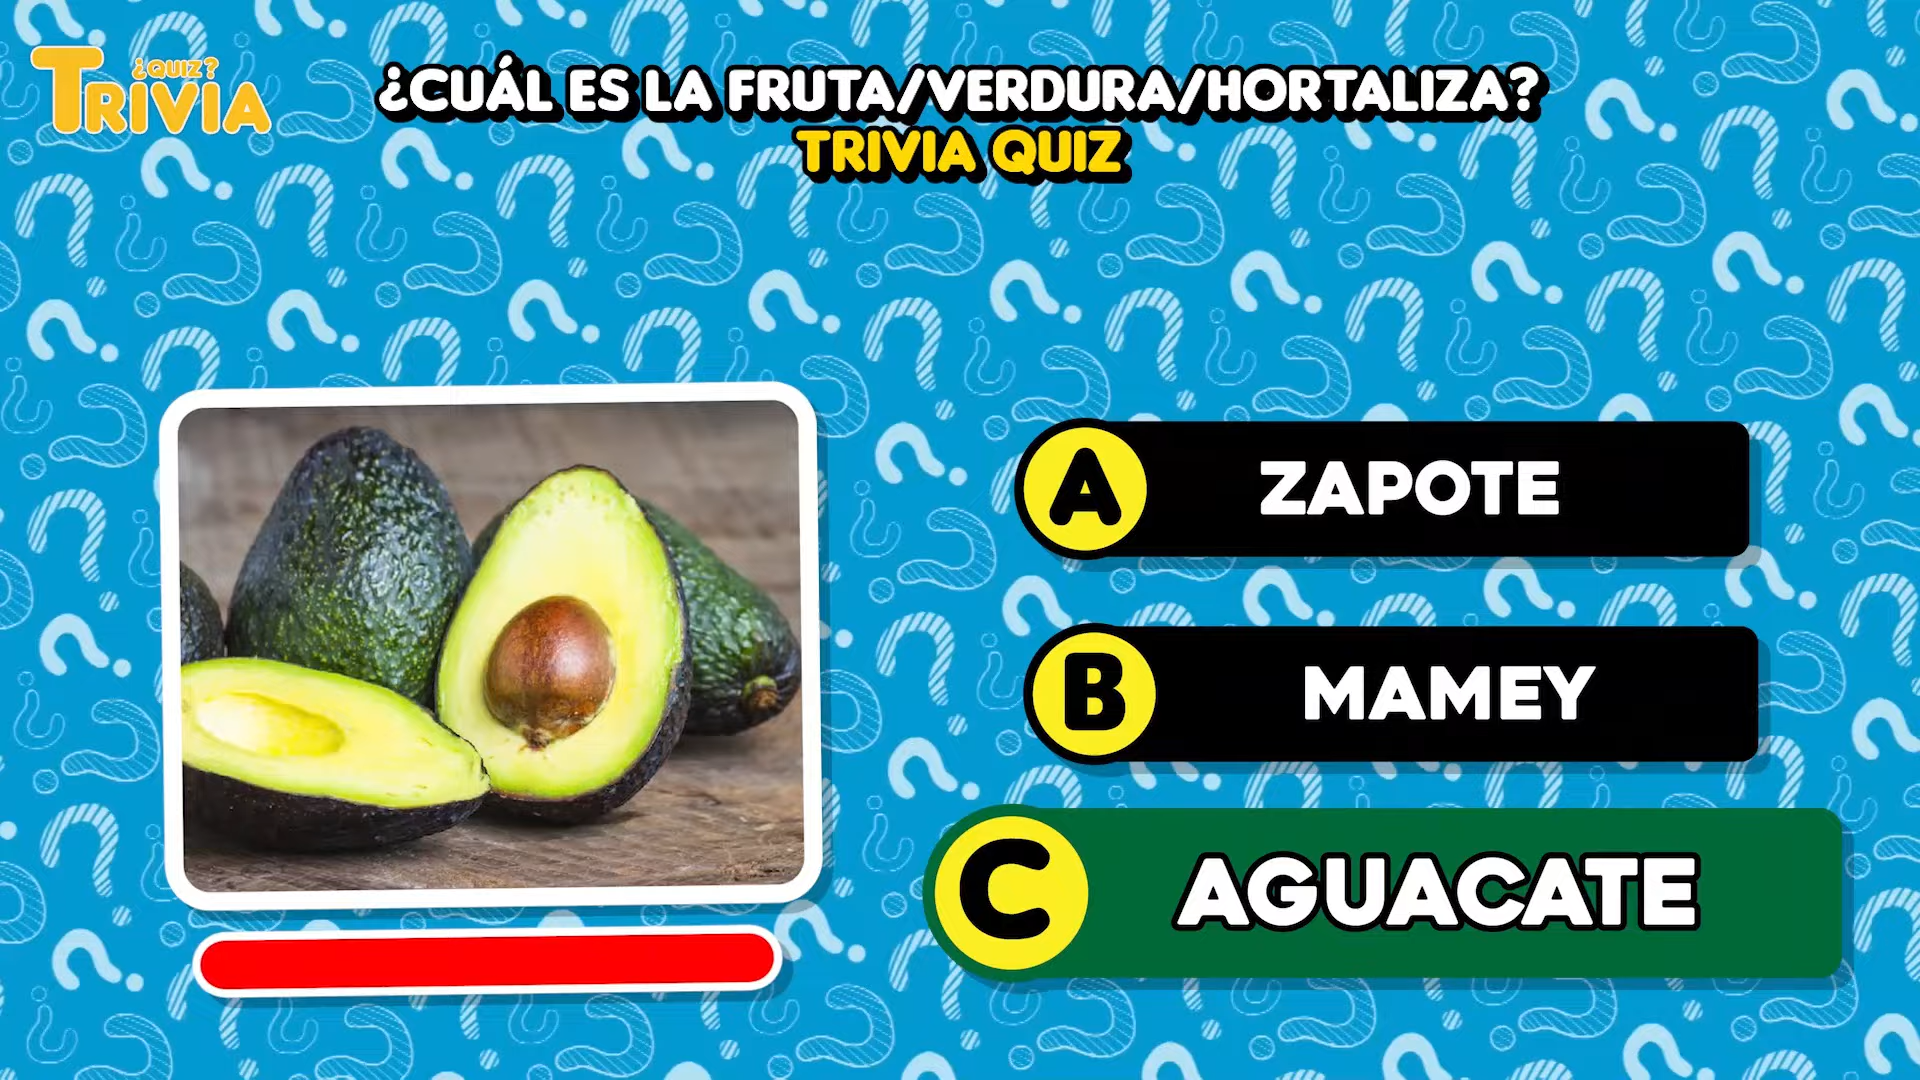 ¿QUIZ?
TRIVIA
¿CUÁL ES LA FRUTA/VERDURA/HORTALIZA?
TRIVIA QUIZ
A ZAPOTE
B MAMEY
C AGUACATE